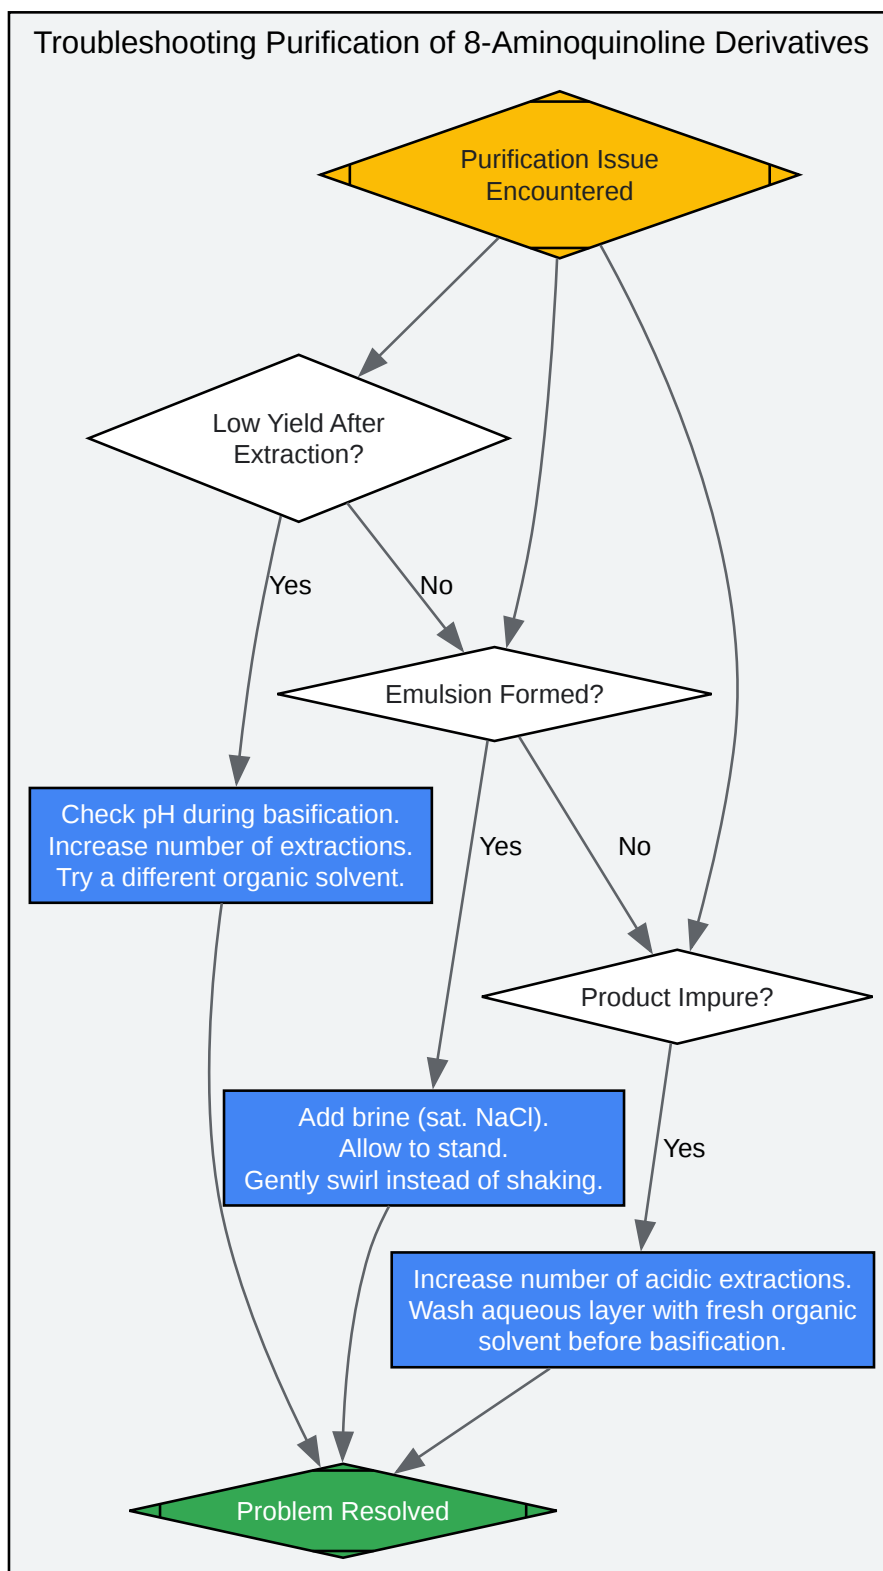 Troubleshooting Purification of 8-Aminoquinoline Derivatives
Purification Issue
Encountered
Low Yield After
Extraction?
Yes
No
Emulsion Formed?
Check pH during basification.
Increase number of extractions.
Try a different organic solvent.
Yes
No
Product Impure?
Add brine (sat. NaCl).
Allow to stand.
Gently swirl instead of shaking.
Yes
Increase number of acidic extractions.
Wash aqueous layer with fresh organic
solvent before basification.
Problem Resolved